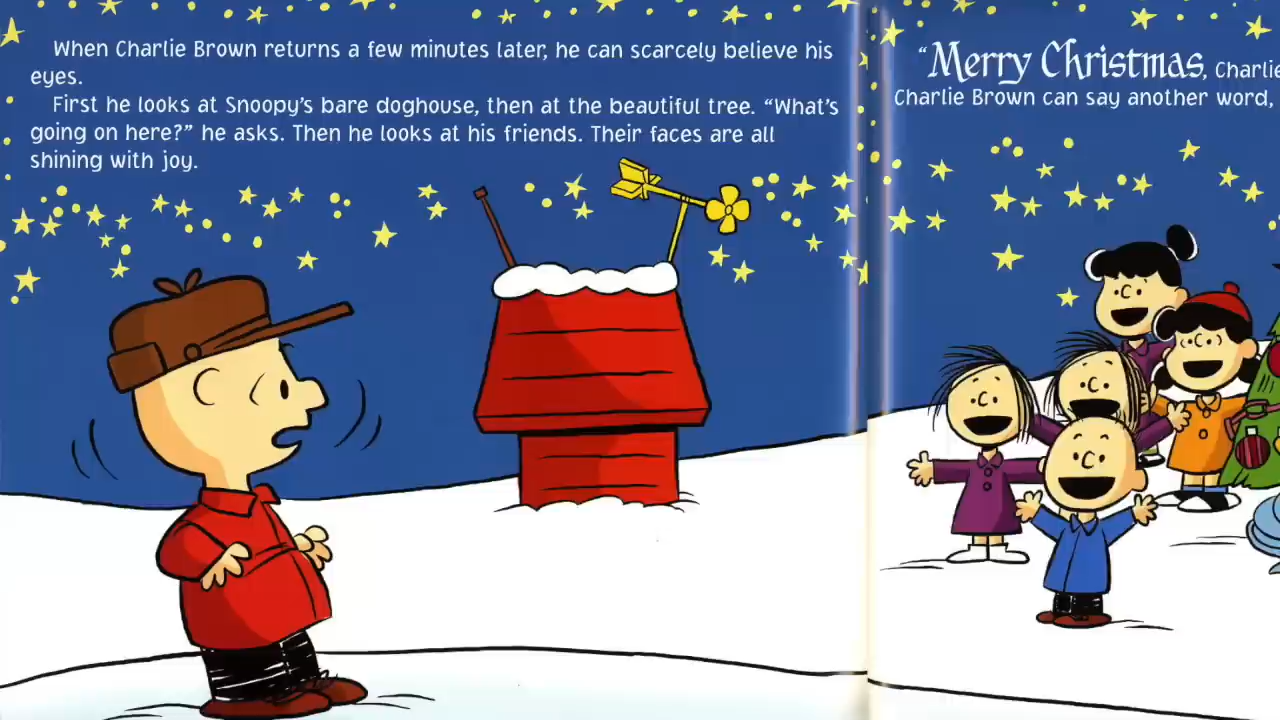 When Charlie Brown returns a few minutes later, he can scarcely believe his
eyes.
First he looks at Snoopy's bare doghouse, then at the beautiful tree. “What's
going on here?” he asks. Then he looks at his friends. Their faces are all
shining with joy.
“Merry Christmas, Charlie
Charlie Brown can say another word,